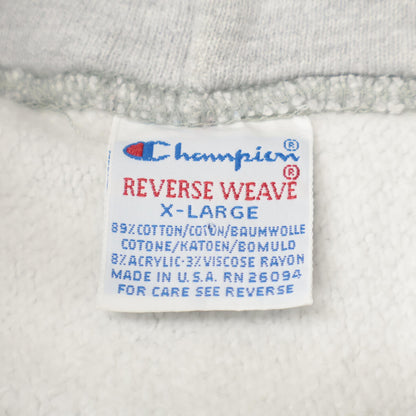 Champion®
®
REVERSE WEAVE
X-LARGE
89% COTTON/COTON/BAUMWOLLE
COTONE/KATOEN/BOMULD
8% ACRYLIC·3% VISCOSE RAYON
MADE IN U.S.A. RN 26094
FOR CARE SEE REVERSE